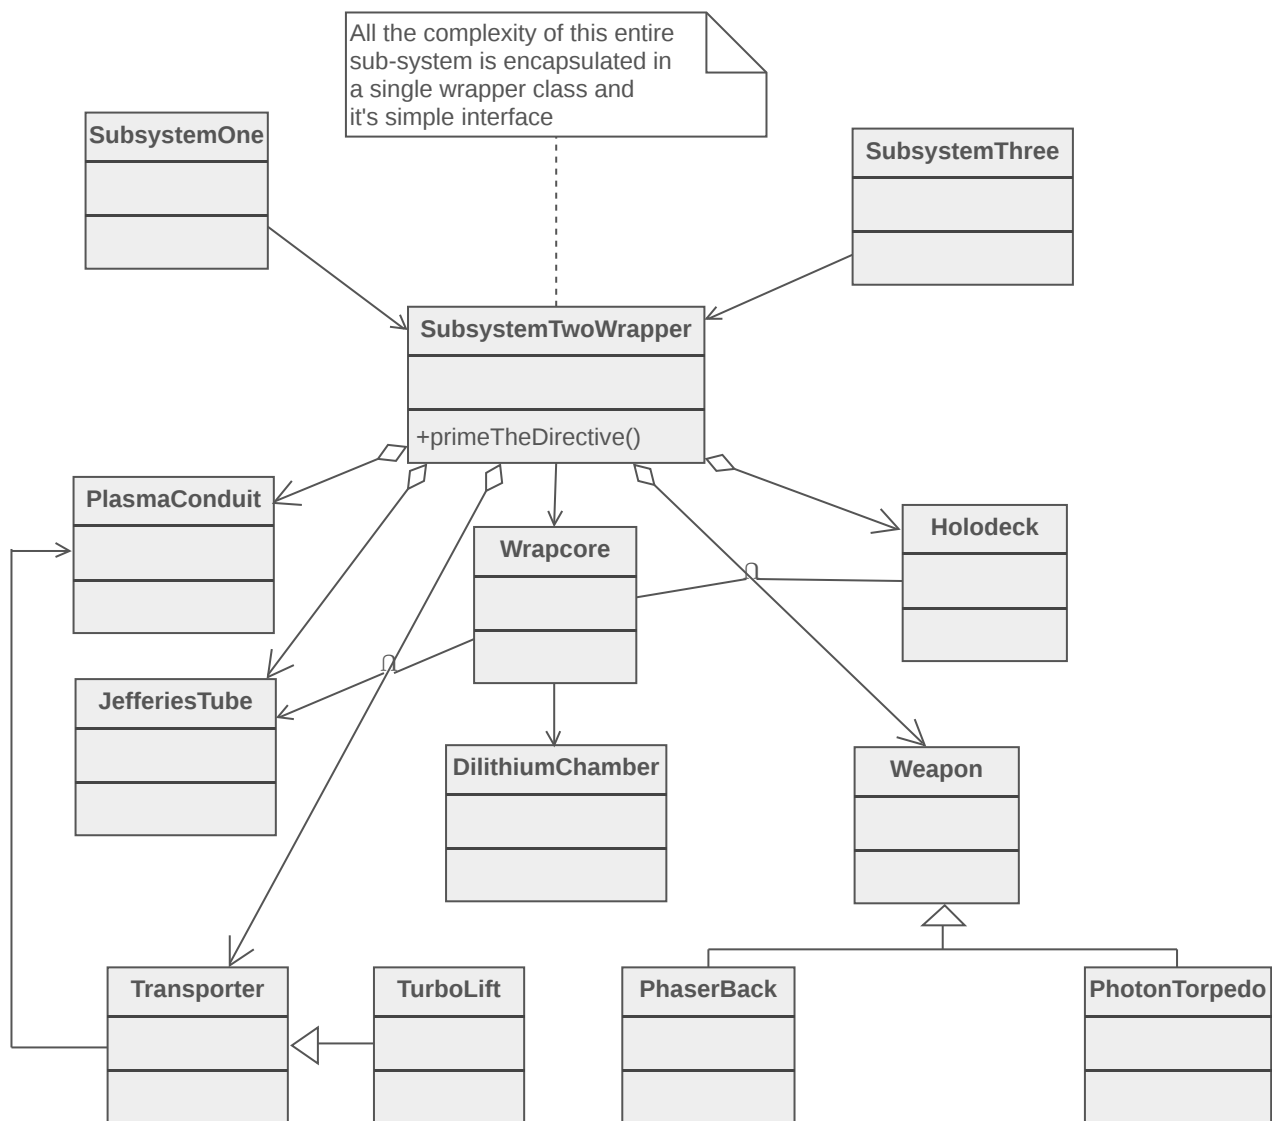 All the complexity of this entire
sub-system is encapsulated in
a single wrapper class and
it's simple interface
SubsystemOne
SubsystemThree
SubsystemTwoWrapper
+primeTheDirective()
PlasmaConduit
Holodeck
Wrapcore
JefferiesTube
DilithiumChamber
Weapon
Transporter
TurboLift
PhaserBack
PhotonTorpedo